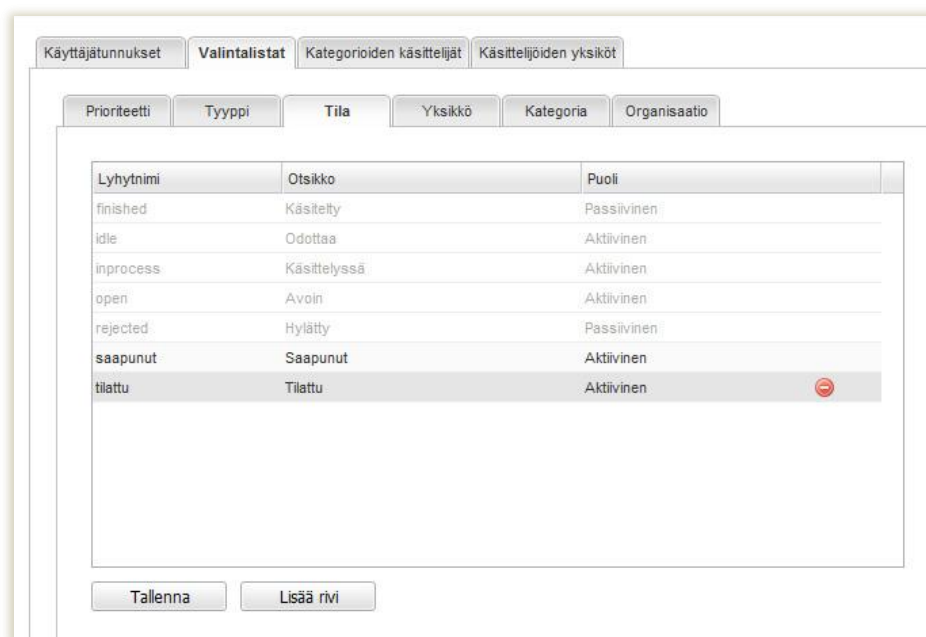 Käyttäjätunnukset Valintalistat Kategorioiden käsittelijät Käsittelijöiden yksiköt
Prioriteetti Tyyppi Tila Yksikkö Kategoria Organisaatio
Lyhytnimi Otsikko Puoli
finished Käsitelty Passiivinen
idle Odottaa Aktiivinen
inprocess Käsittelyssä Aktiivinen
open Avoin Aktiivinen
rejected Hylätty Passiivinen
saapunut Saapunut Aktiivinen
tilattu Tilattu Aktiivinen
Tallenna Lisää rivi